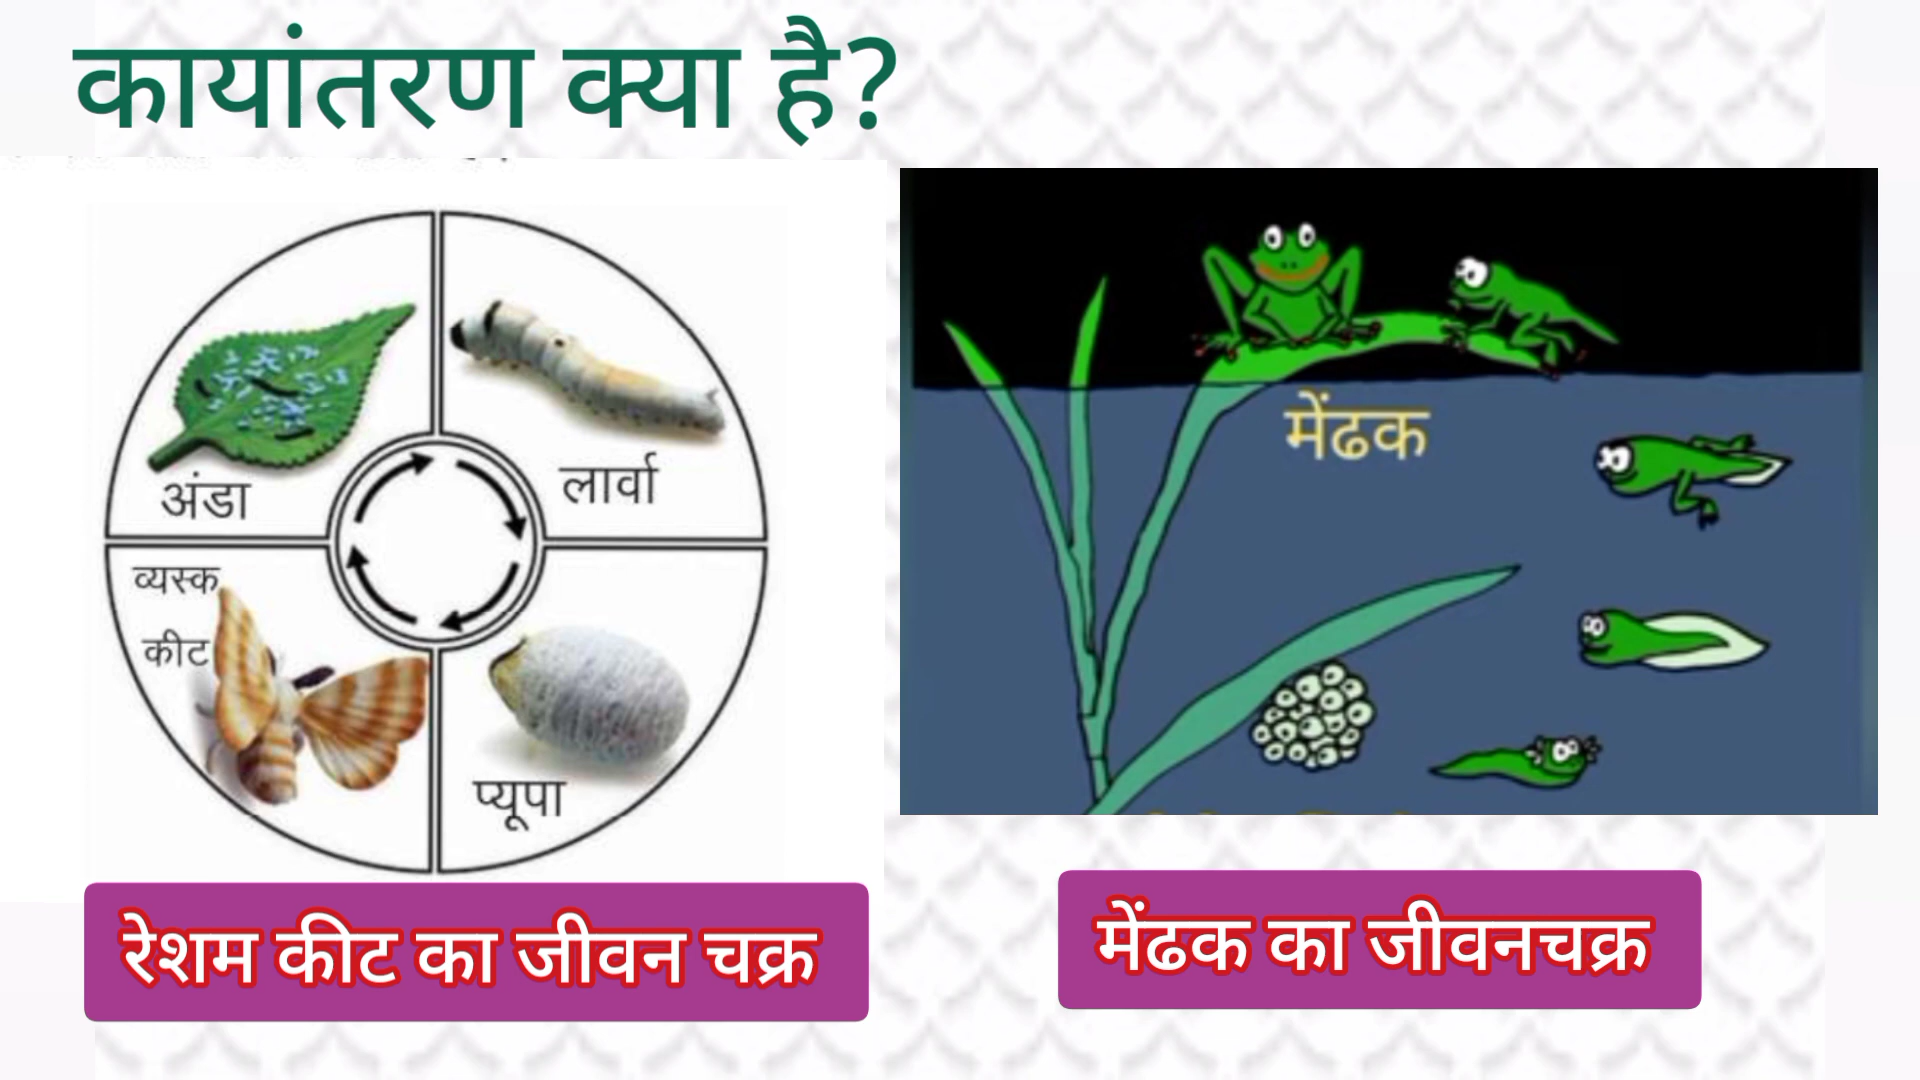 कायांतरण क्या है?
अंडा
लार्वा
व्यस्क
कीट
प्यूपा
मेंढक
रेशम कीट का जीवन चक्र
मेंढक का जीवनचक्र